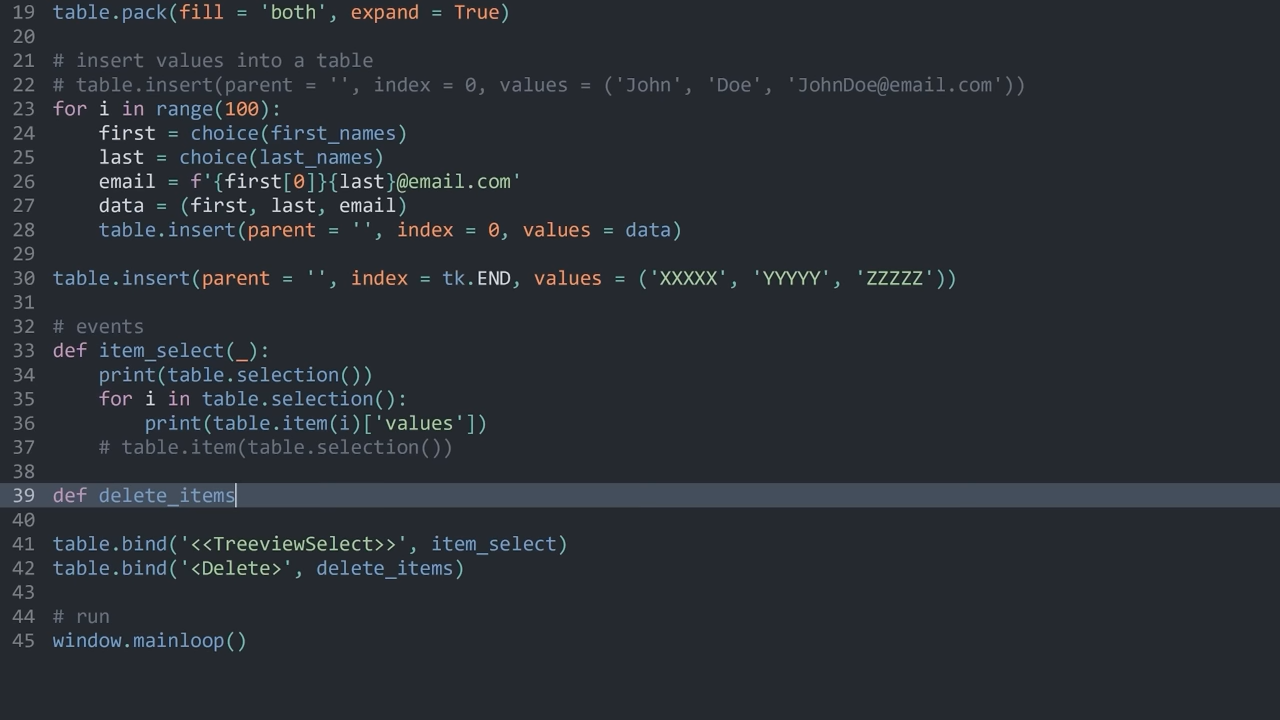 19 table.pack(fill = 'both', expand = True)
20
21 # insert values into a table
22 # table.insert(parent = '', index = 0, values = ('John', 'Doe', 'JohnDoe@email.com'))
23 for i in range(100):
24     first = choice(first_names)
25     last = choice(last_names)
26     email = f'{first[0]}{last}@email.com'
27     data = (first, last, email)
28     table.insert(parent = '', index = 0, values = data)
29
30 table.insert(parent = '', index = tk.END, values = ('XXXXX', 'YYYYY', 'ZZZZZ'))
31
32 # events
33 def item_select(_):
34     print(table.selection())
35     for i in table.selection():
36         print(table.item(i)['values'])
37     # table.item(table.selection())
38
39 def delete_items
40
41 table.bind('<<TreeviewSelect>>', item_select)
42 table.bind('<Delete>', delete_items)
43
44 # run
45 window.mainloop()